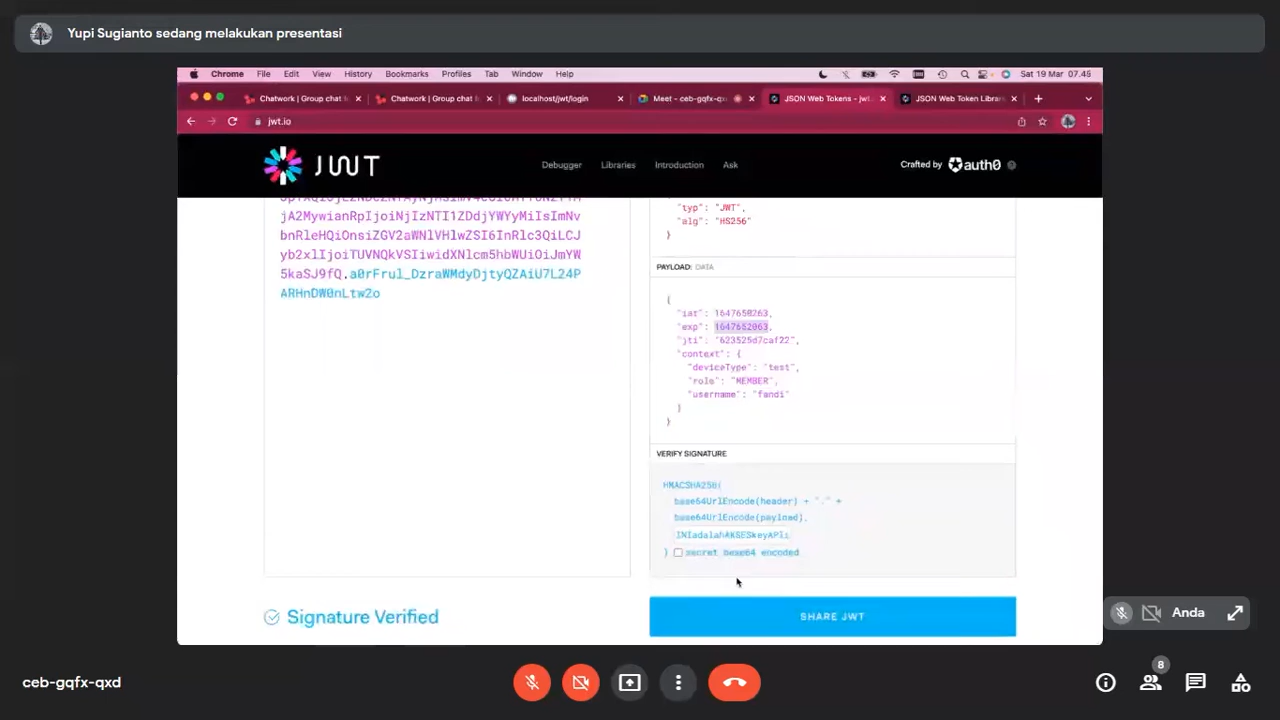 Yupi Sugianto sedang melakukan presentasi
Chrome File Edit View History Bookmarks Profiles Tab Window Help Sat 19 Mar 07.45
Chatwork | Group chat Chatwork | Group chat localhost/jwt/login Meet - ceb-gqfx-qx JSON Web Tokens - jwt. JSON Web Token Librar
jwt.io
JWT Debugger Libraries Introduction Ask Crafted by auth0
jA2MywianRpIjoiNjIzNTI1ZDdjYWYyMiIsImNv
bnRleHQiOnsiZGV2aWNlVHlwZSI6InRlc3QiLCJ
yb2xlIjoiTUVNQkVSIiwidXNlcm5hbWUiOiJmYW
5kaSJ9fQ.a0rFrul_DzraWMdyDjtyQZAiU7L24P
ARHnDW0nLtw2o
"typ": "JWT",
"alg": "HS256"
}
PAYLOAD: DATA
{
"iat": 1647650263,
"exp": 1647652063,
"jti": "623525d7caf22",
"context": {
"deviceType": "test",
"role": "MEMBER",
"username": "fandi"
}
}
VERIFY SIGNATURE
HMACSHA256(
base64UrlEncode(header) + "." +
base64UrlEncode(payload),
) secret base64 encoded
Signature Verified
SHARE JWT
Anda
ceb-gqfx-qxd
8